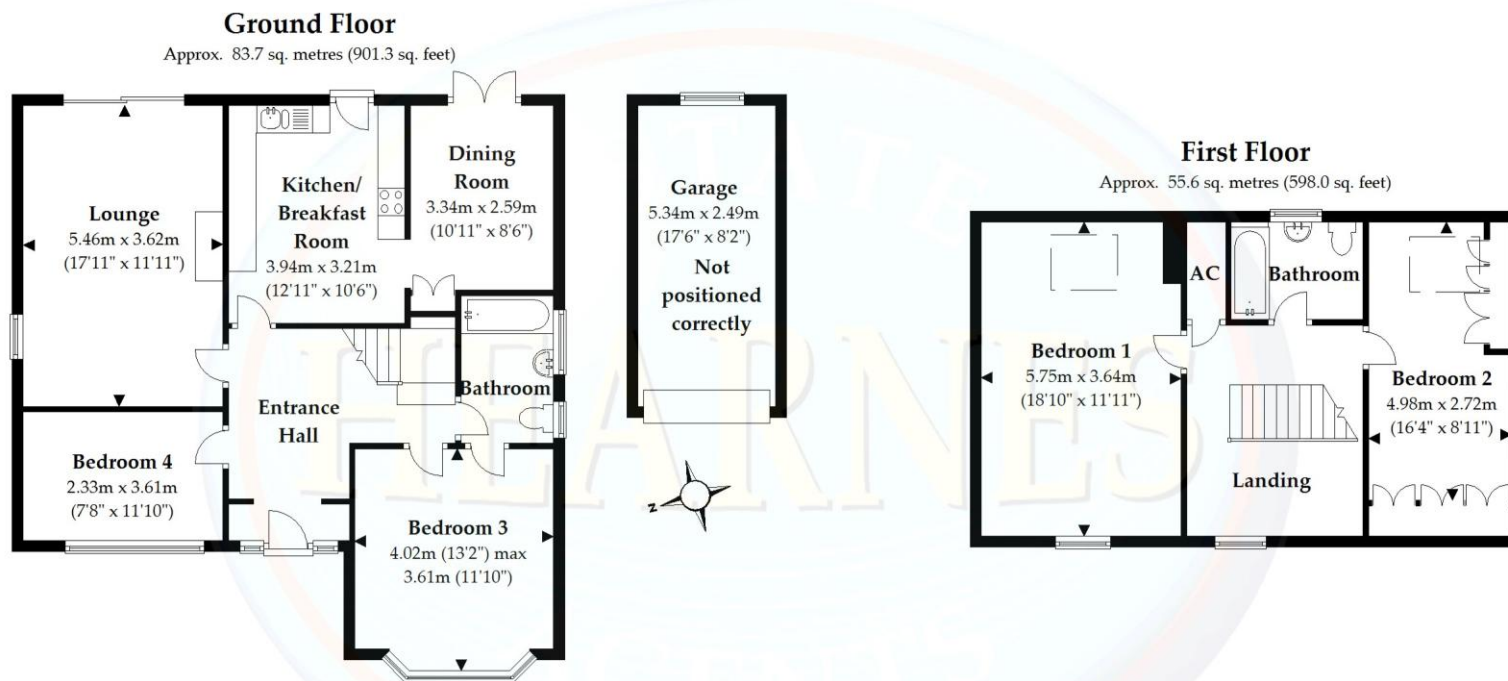 Ground Floor
Approx. 83.7 sq. metres (901.3 sq. feet)
Lounge
5.46m x 3.62m
(17'11" x 11'11")
Kitchen/
Breakfast
Room
3.94m x 3.21m
(12'11" x 10'6")
Dining
Room
3.34m x 2.59m
(10'11" x 8'6")
Bathroom
Entrance
Hall
Bedroom 4
2.33m x 3.61m
(7'8" x 11'10")
Bedroom 3
4.02m (13'2") max
3.61m (11'10")
Garage
5.34m x 2.49m
(17'6" x 8'2")
Not
positioned
correctly
N
First Floor
Approx. 55.6 sq. metres (598.0 sq. feet)
Bedroom 1
5.75m x 3.64m
(18'10" x 11'11")
AC
Bathroom
Bedroom 2
4.98m x 2.72m
(16'4" x 8'11")
Landing
ESTATE
HEARNES
AGENTS